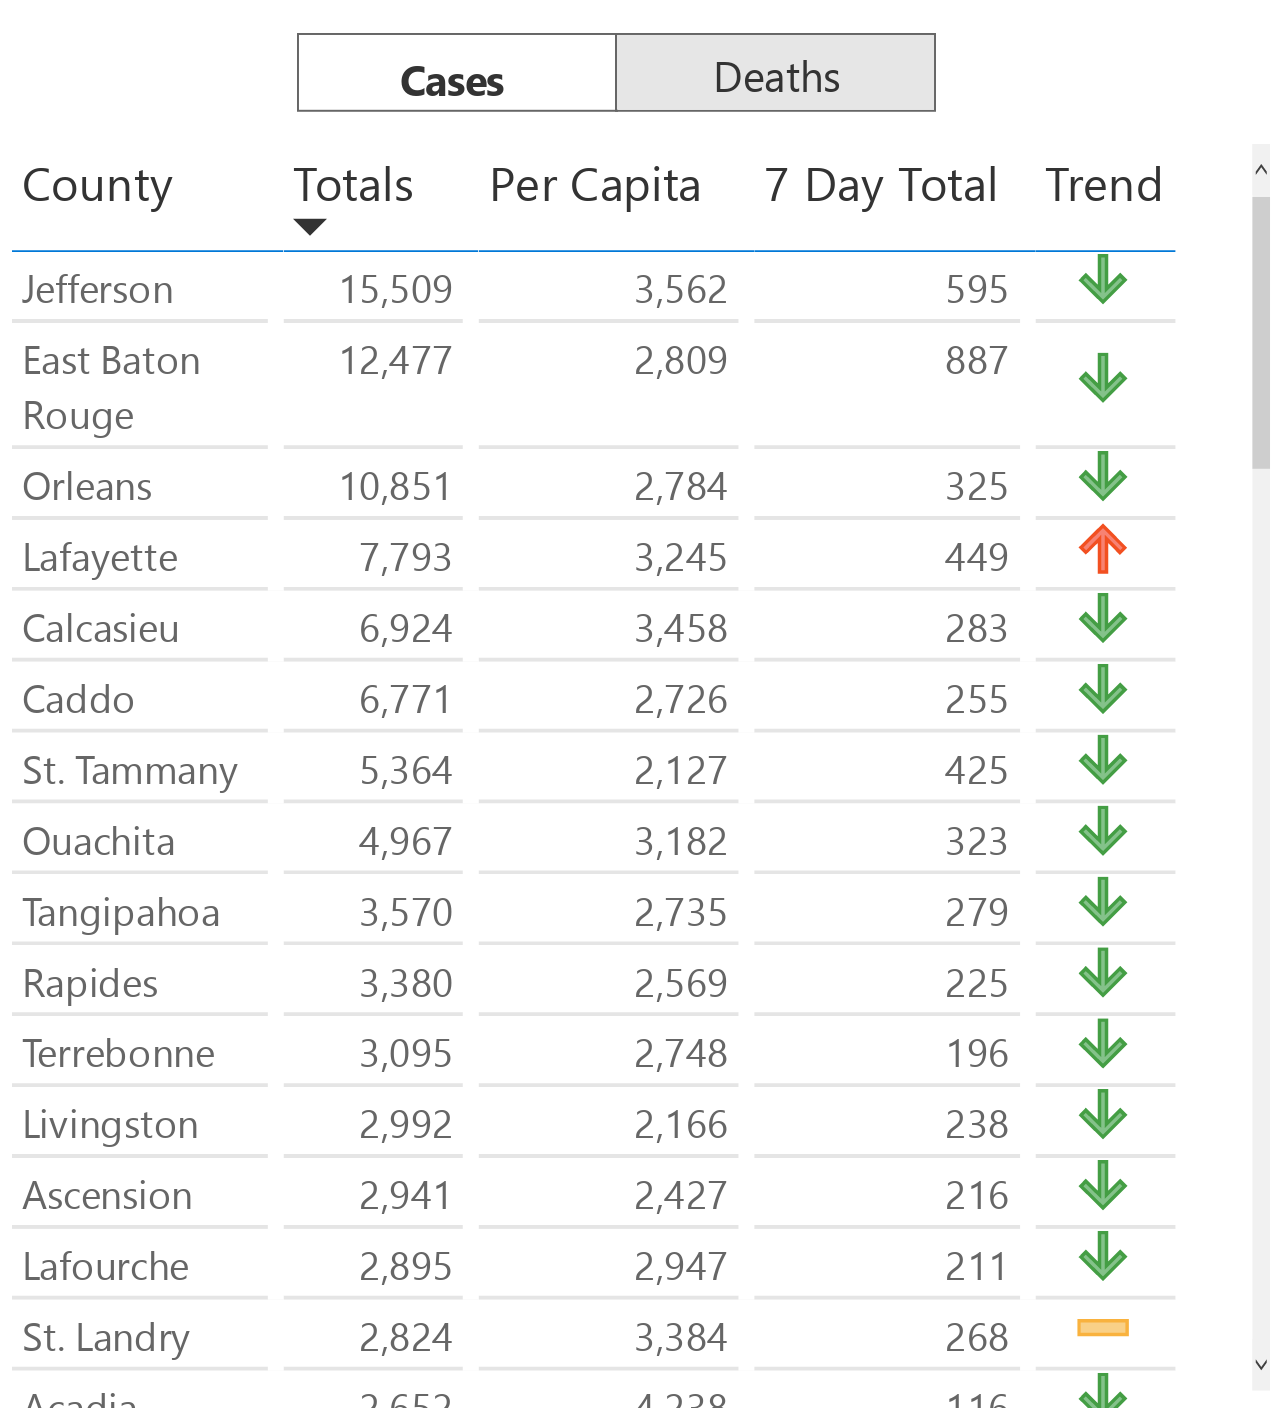 Cases Deaths
County Totals Per Capita 7 Day Total Trend
Jefferson 15,509 3,562 595
East Baton 12,477 2,809 887
Rouge
Orleans 10,851 2,784 325
Lafayette 7,793 3,245 449
Calcasieu 6,924 3,458 283
Caddo 6,771 2,726 255
St. Tammany 5,364 2,127 425
Ouachita 4,967 3,182 323
Tangipahoa 3,570 2,735 279
Rapides 3,380 2,569 225
Terrebonne 3,095 2,748 196
Livingston 2,992 2,166 238
Ascension 2,941 2,427 216
Lafourche 2,895 2,947 211
St. Landry 2,824 3,384 268
Acadia 2,652 4,238 116